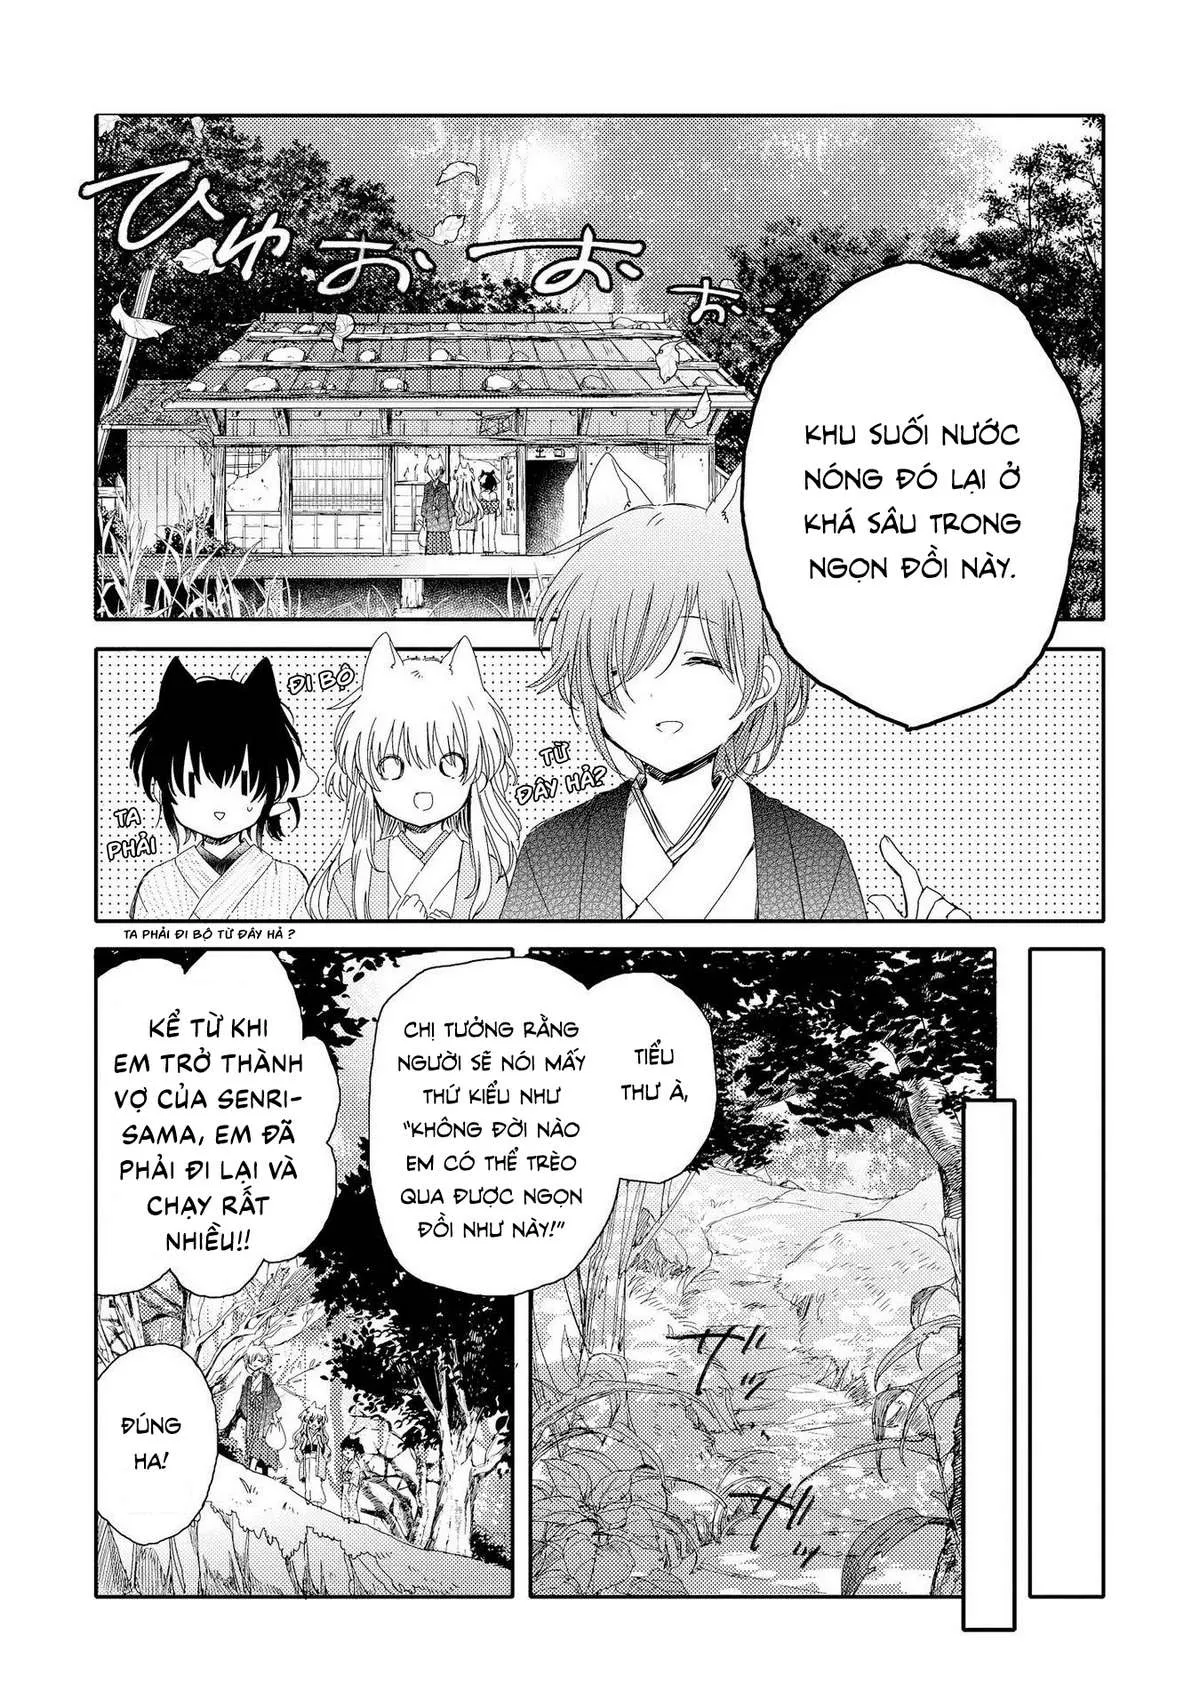 ひゅおおお
KHU SUỐI NƯỚC
NÓNG ĐÓ LẠI Ở
KHÁ SÂU TRONG
NGỌN ĐỒI NÀY.
TỪ
ĐÂY HẢ?
ĐI BỘ
TA
PHẢI
TA PHẢI ĐI BỘ TỪ ĐÂY HẢ ?
TIỂU
THƯ À,
CHỊ TƯỞNG RẰNG
NGƯỜI SẼ NÓI MẤY
THỨ KIỂU NHƯ
"KHÔNG ĐỜI NÀO
EM CÓ THỂ TRÈO
QUA ĐƯỢC NGỌN
ĐỒI NHƯ NÀY!"
ザッ
ザッ
KỂ TỪ KHI
EM TRỞ THÀNH
VỢ CỦA SENRI-
SAMA, EM ĐÃ
PHẢI ĐI LẠI VÀ
CHẠY RẤT
NHIỀU!!
ĐÚNG
HA!